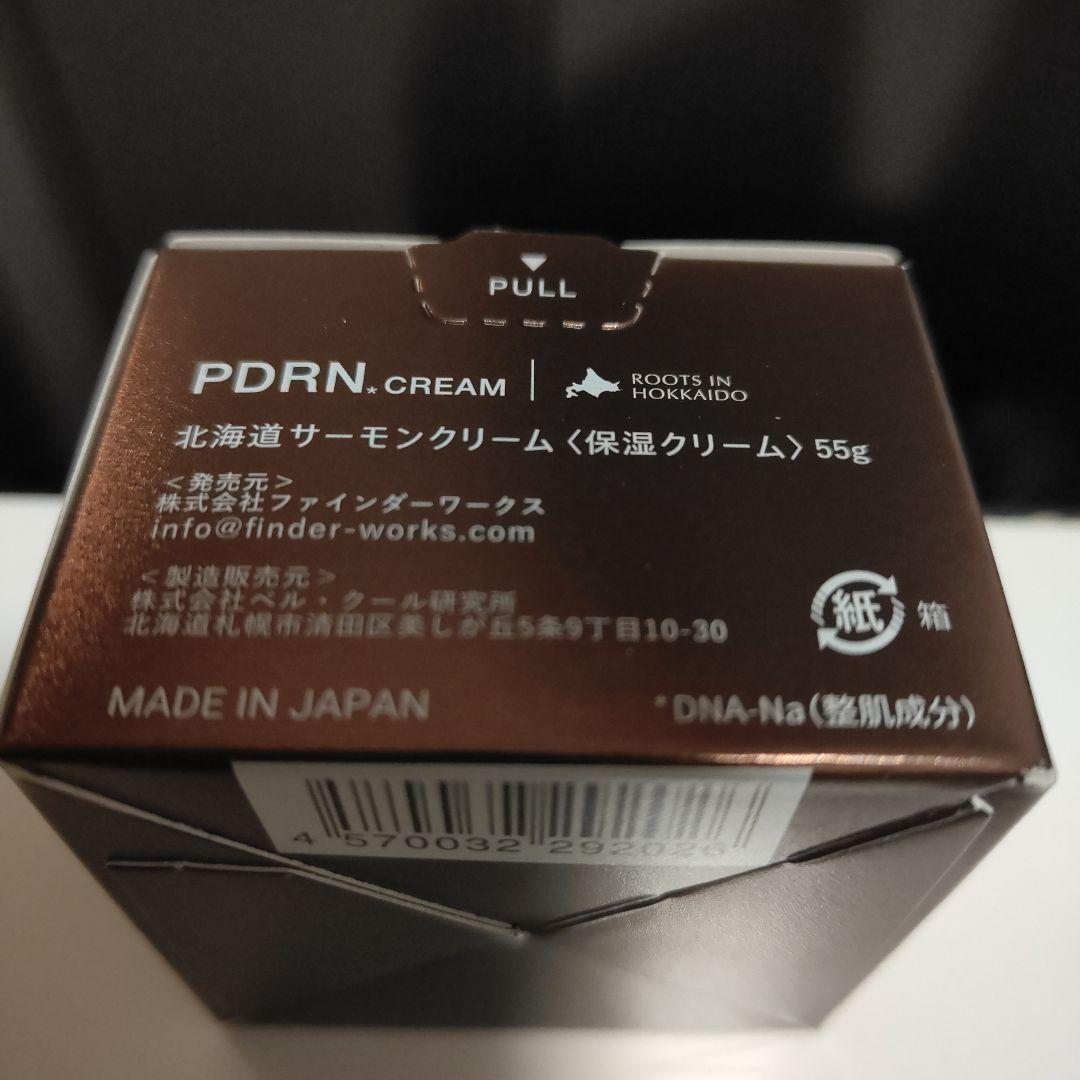 PULL
PDRN* CREAM
ROOTS IN
HOKKAIDO
北海道サーモンクリーム〈保湿クリーム〉55g
＜発売元＞
株式会社ファインダーワークス
info@finder-works.com
＜製造販売元＞
株式会社ベル・クール研究所
北海道札幌市清田区美しが丘5条9丁目10-30
紙 箱
MADE IN JAPAN
*DNA-Na(整肌成分)
4 570032 292026